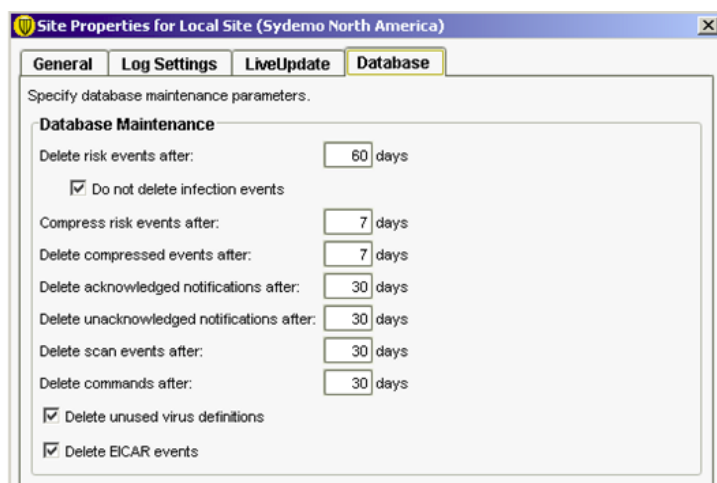 Site Properties for Local Site (Sydemo North America)
General Log Settings LiveUpdate Database
Specify database maintenance parameters.
Database Maintenance
Delete risk events after: 60 days
Do not delete infection events
Compress risk events after: 7 days
Delete compressed events after: 7 days
Delete acknowledged notifications after: 30 days
Delete unacknowledged notifications after: 30 days
Delete scan events after: 30 days
Delete commands after: 30 days
Delete unused virus definitions
Delete EICAR events